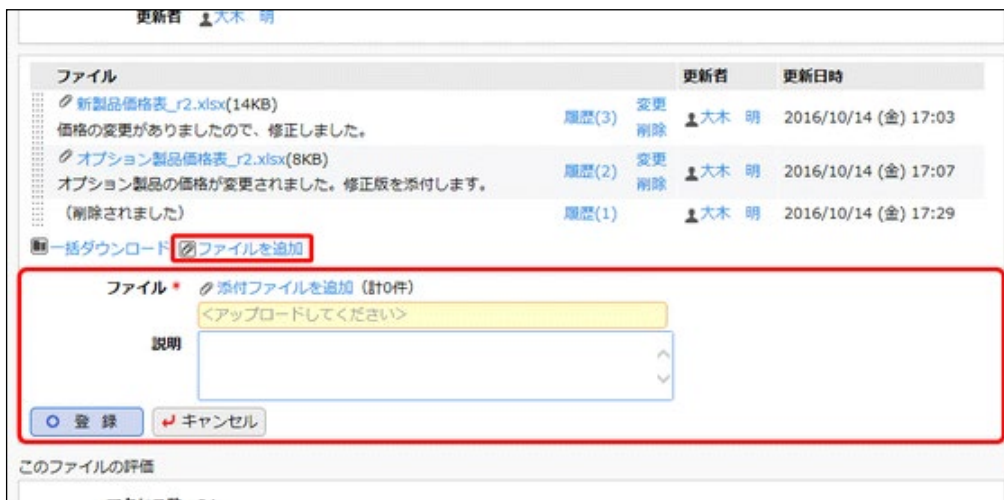 更新者 大木 明
ファイル 更新者 更新日時
新製品価格表_r2.xlsx(14KB)
価格の変更がありましたので、修正しました。
履歴(3)
変更
削除
大木 明 2016/10/14 (金) 17:03
オプション製品価格表_r2.xlsx(8KB)
オプション製品の価格が変更されました。修正版を添付します。
履歴(2)
変更
削除
大木 明 2016/10/14 (金) 17:07
(削除されました) 履歴(1) 大木 明 2016/10/14 (金) 17:29
一括ダウンロード ファイルを追加
ファイル * 添付ファイルを追加 (計0件)
<アップロードしてください>
説明
登 録 キャンセル
このファイルの評価